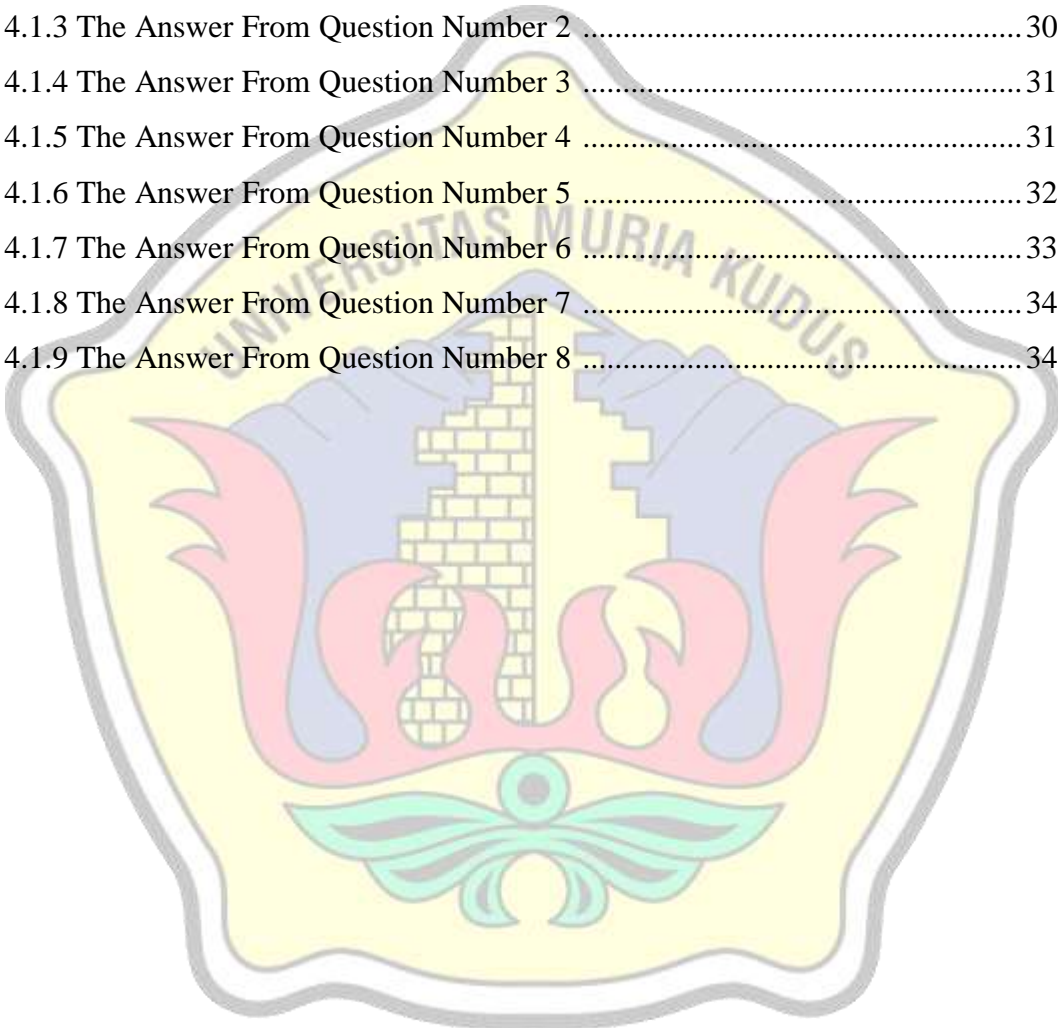 4.1.3 The Answer From Question Number 2 ........................................................ 30
4.1.4 The Answer From Question Number 3 ........................................................ 31
4.1.5 The Answer From Question Number 4 ........................................................ 31
4.1.6 The Answer From Question Number 5 ........................................................ 32
4.1.7 The Answer From Question Number 6 ........................................................ 33
4.1.8 The Answer From Question Number 7 ........................................................ 34
4.1.9 The Answer From Question Number 8 ........................................................ 34
UNIVERSITAS MURIA KUDUS